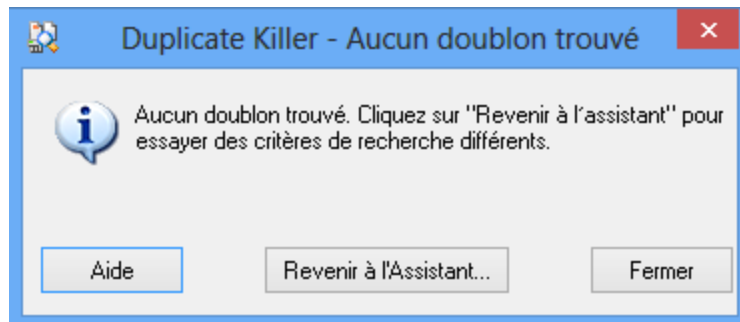 Duplicate Killer - Aucun doublon trouvé
Aucun doublon trouvé. Cliquez sur "Revenir à l'assistant" pour
essayer des critères de recherche différents.
Aide
Revenir à l'Assistant...
Fermer